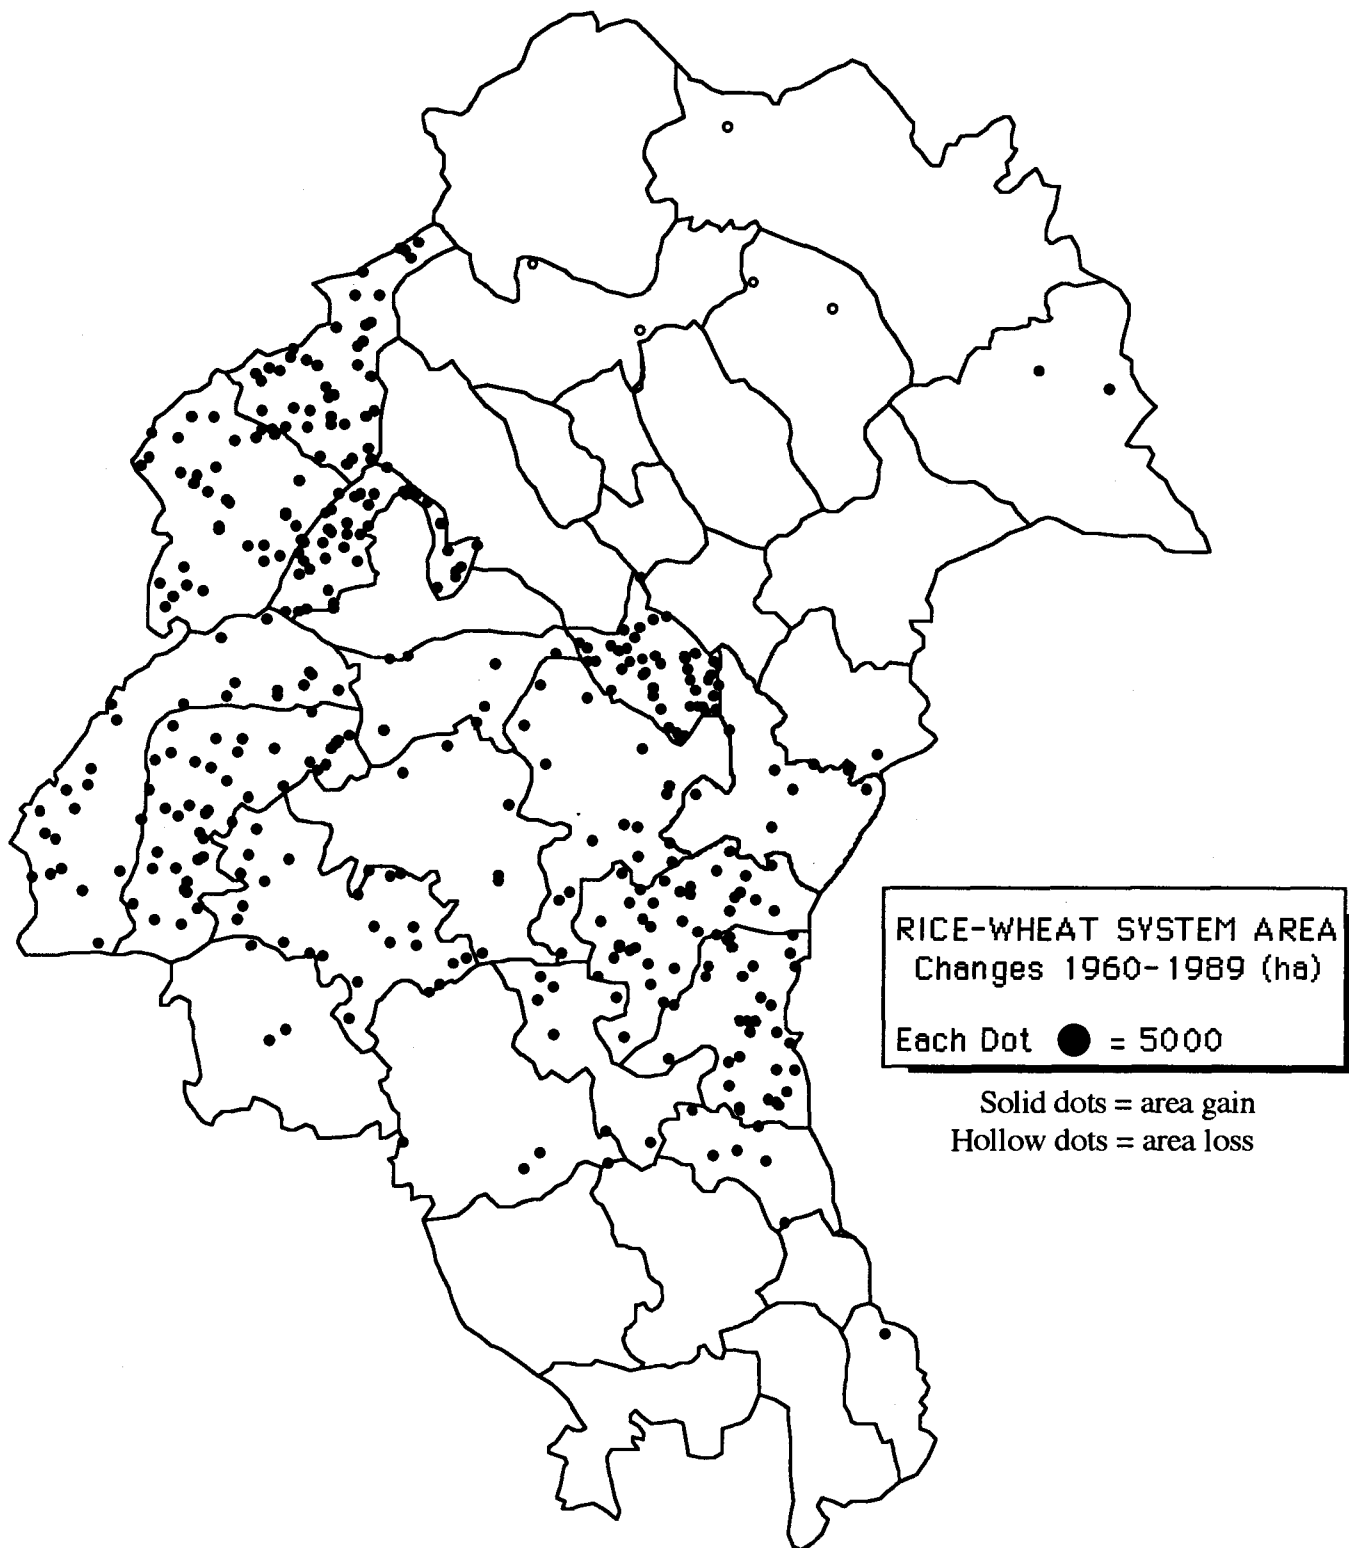 RICE-WHEAT SYSTEM AREA
Changes 1960-1989 (ha)
Each Dot ● = 5000
Solid dots = area gain
Hollow dots = area loss